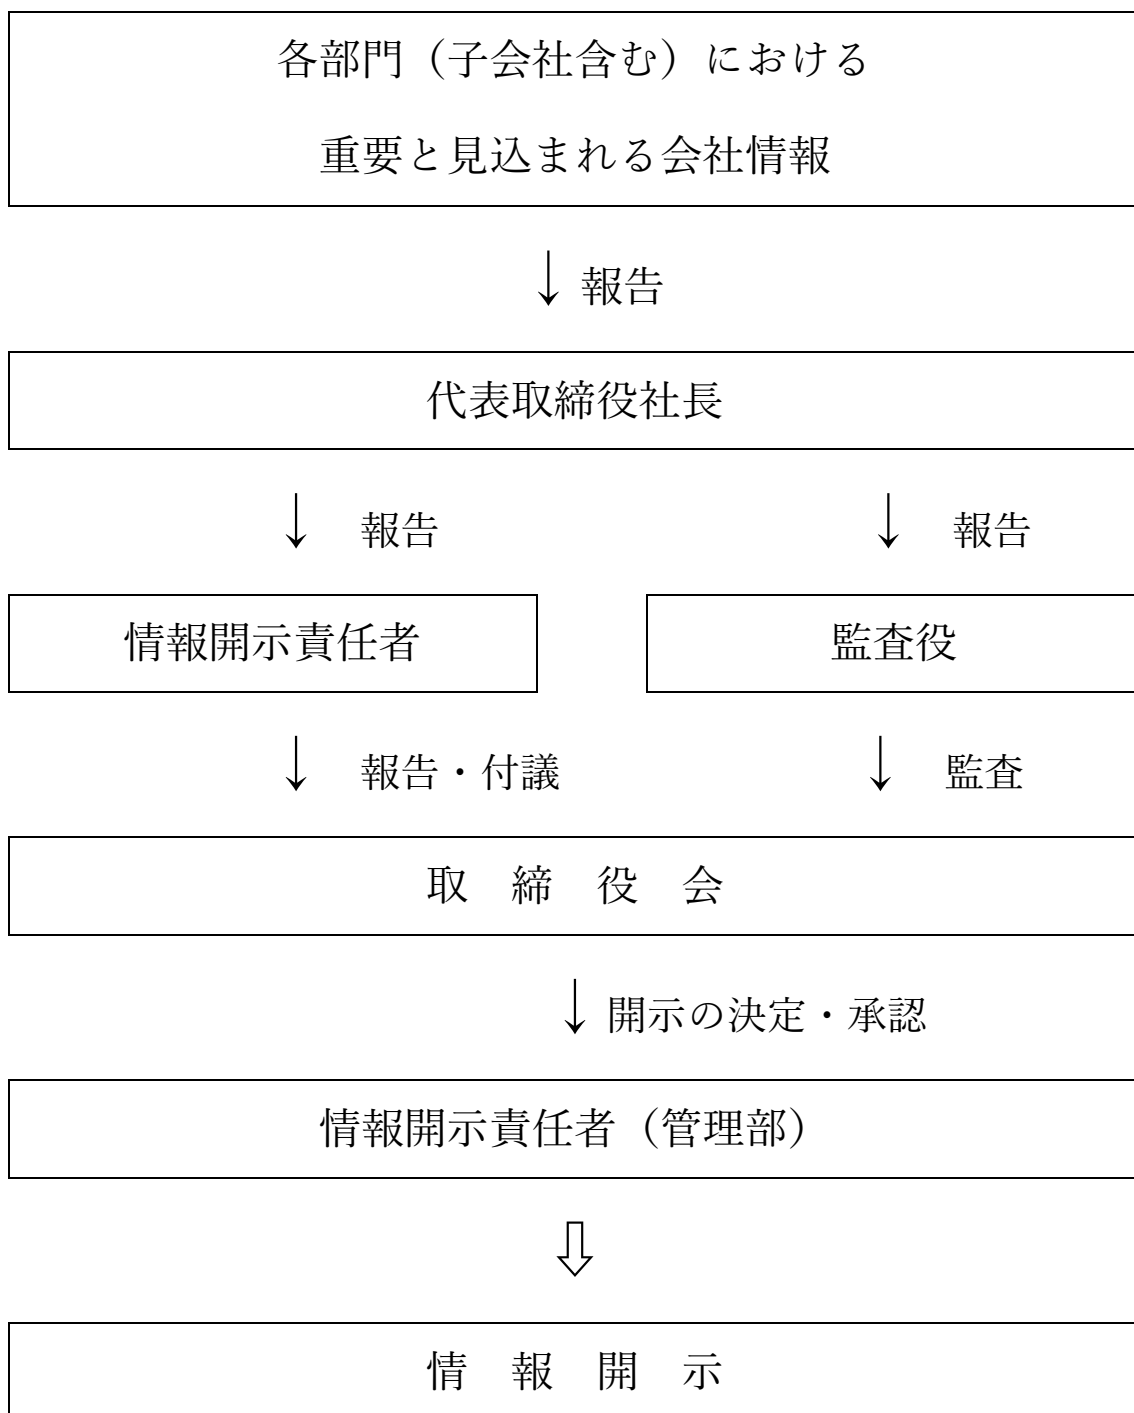 各部門（子会社含む）における
重要と見込まれる会社情報
↓ 報告
代表取締役社長
↓ 報告 ↓ 報告
情報開示責任者 監査役
↓ 報告・付議 ↓ 監査
取　締　役　会
↓ 開示の決定・承認
情報開示責任者（管理部）
⇩
情　報　開　示